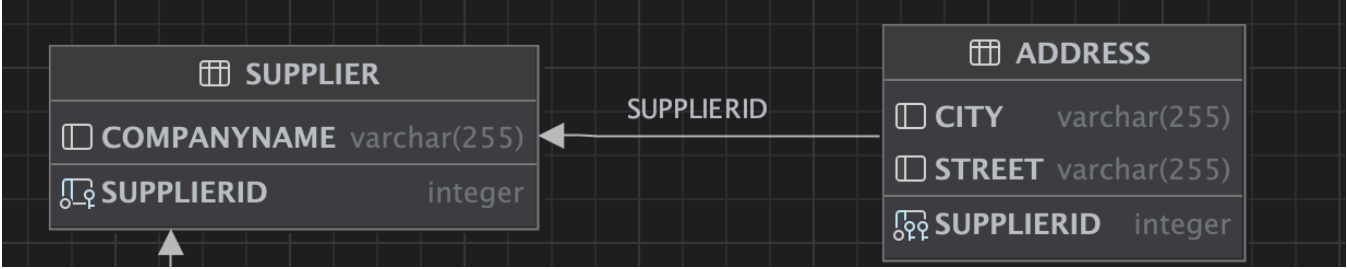 SUPPLIER
COMPANYNAME varchar(255)
SUPPLIERID integer
SUPPLIERID
ADDRESS
CITY varchar(255)
STREET varchar(255)
SUPPLIERID integer